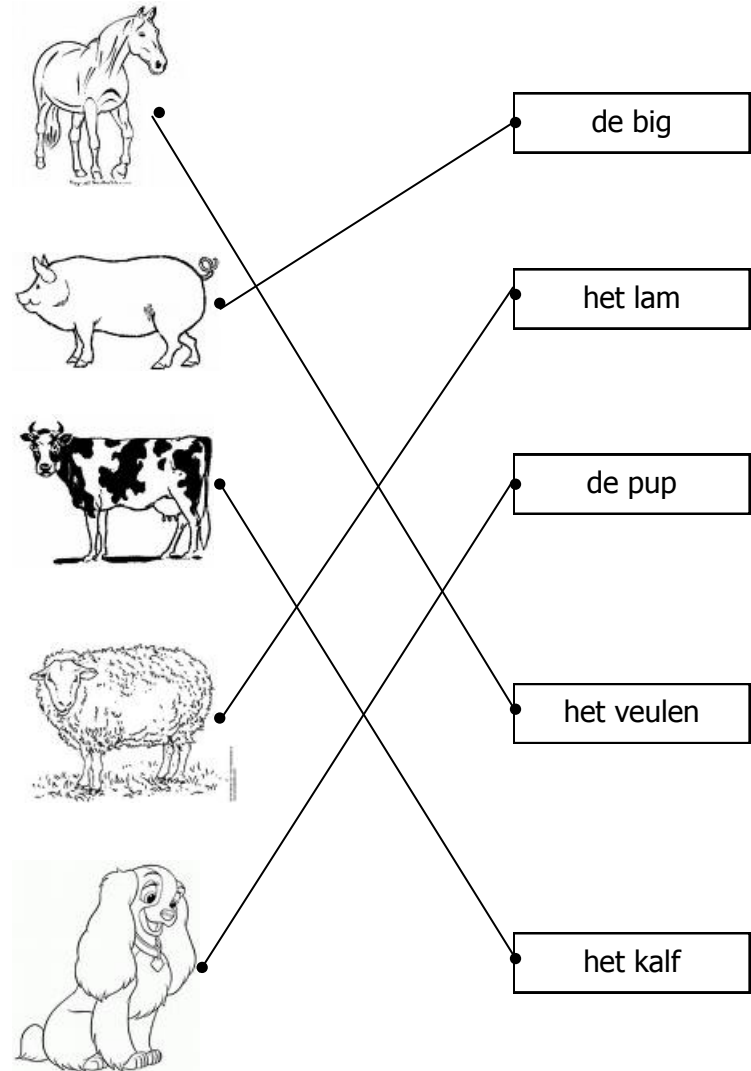 de big
het lam
de pup
het veulen
het kalf